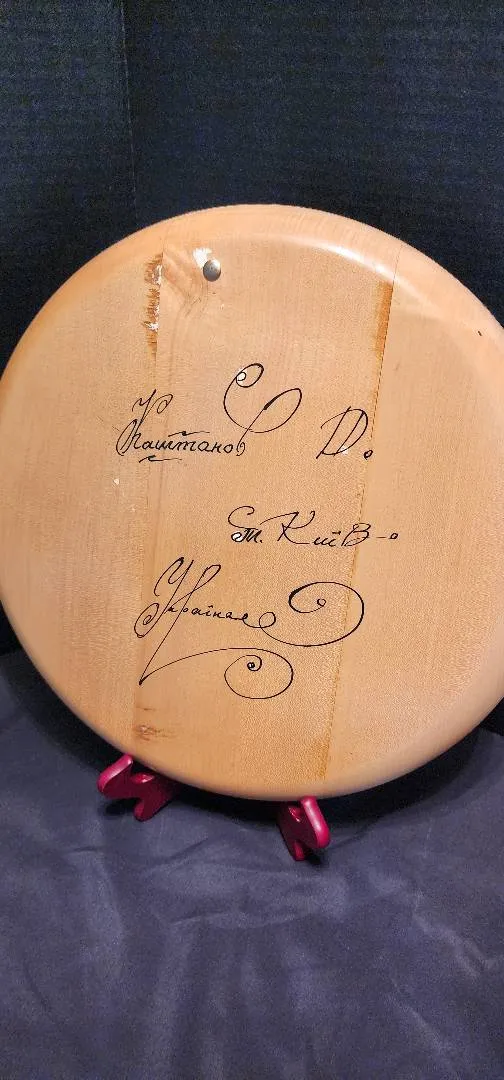 Каштанов Д.
м. Київ
Україна